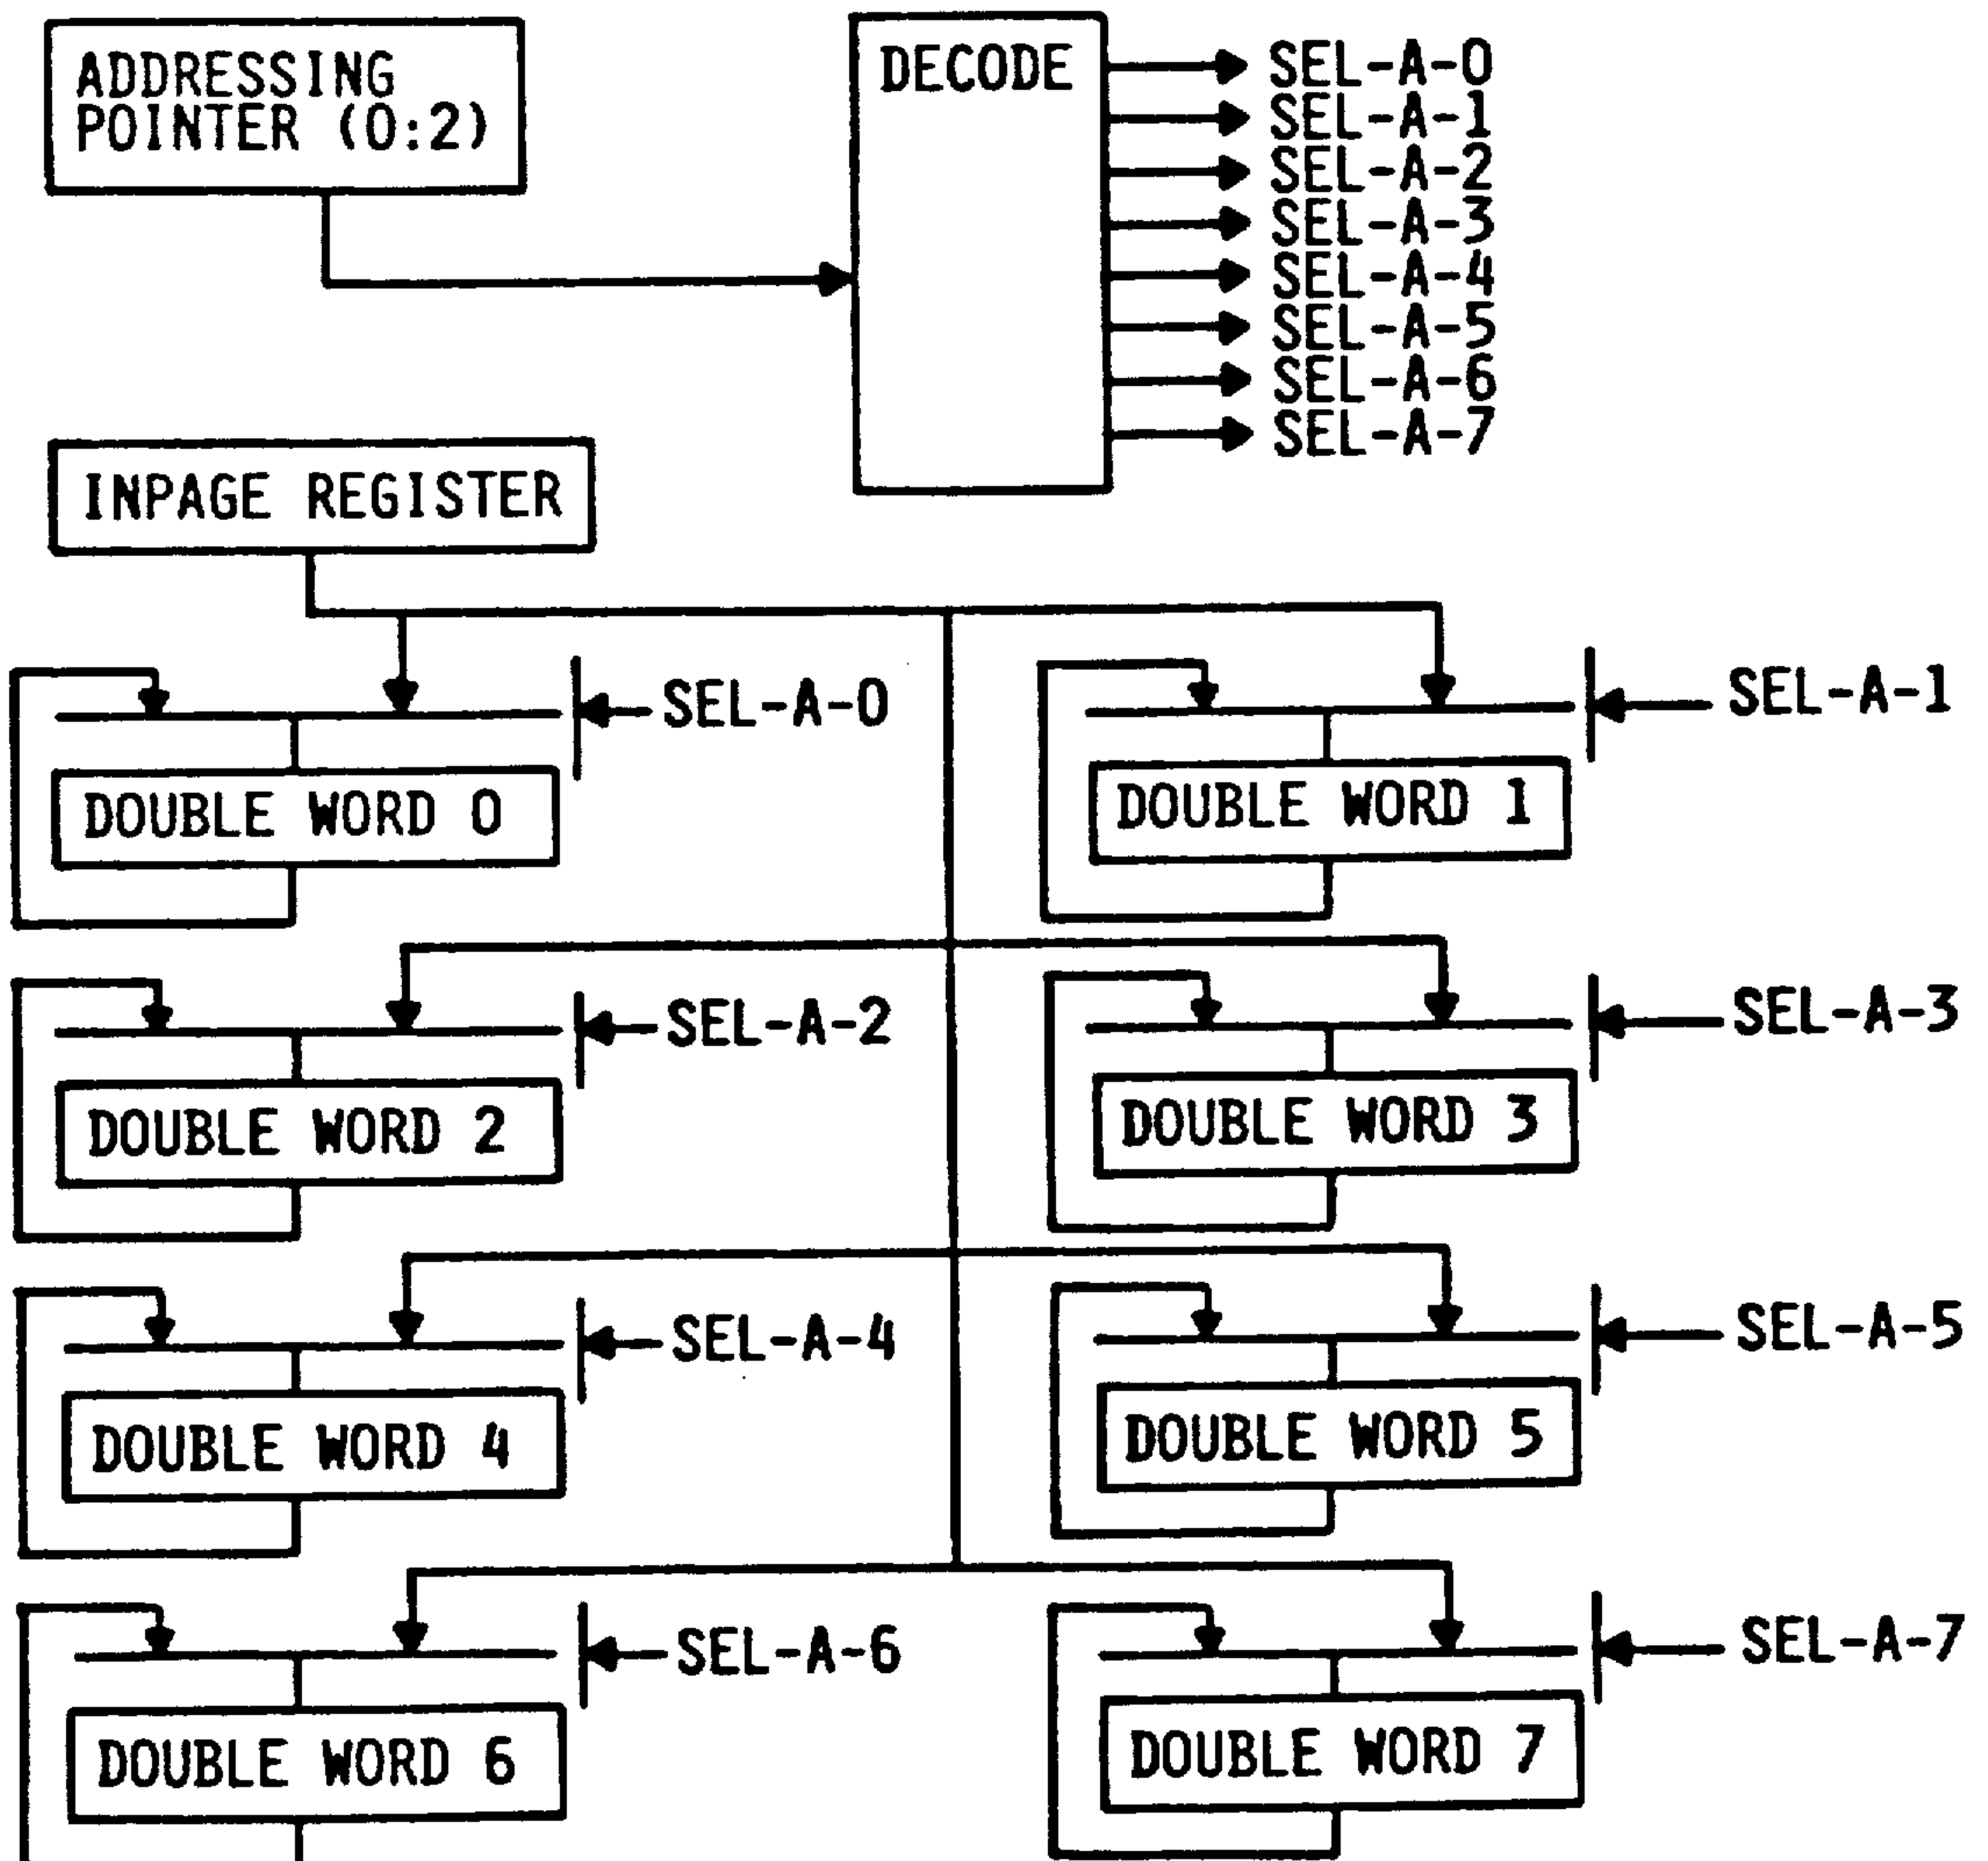 ADDRESSING
POINTER (0:2)
DECODE
SEL-A-0
SEL-A-1
SEL-A-2
SEL-A-3
SEL-A-4
SEL-A-5
SEL-A-6
SEL-A-7
INPAGE REGISTER
SEL-A-0
SEL-A-1
DOUBLE WORD 0
DOUBLE WORD 1
SEL-A-2
SEL-A-3
DOUBLE WORD 2
DOUBLE WORD 3
SEL-A-4
SEL-A-5
DOUBLE WORD 4
DOUBLE WORD 5
SEL-A-6
SEL-A-7
DOUBLE WORD 6
DOUBLE WORD 7